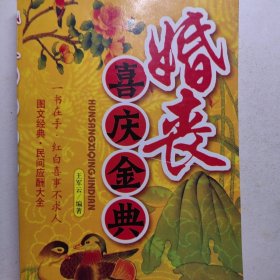 婚丧
喜庆金典
HUNSANGXIQINGJINDIAN
王军云 编著
一书在手·红白喜事不求人
图文经典·民间应酬大全